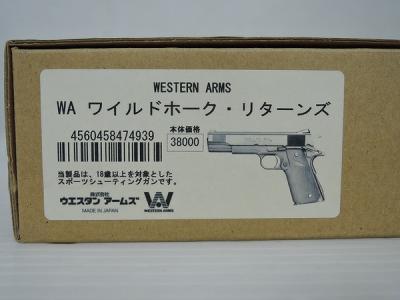 WESTERN ARMS
WA ワイルドホーク・リターンズ
4560458474939
本体価格
38000
当製品は、18歳以上を対象とした
スポーツシューティングガンです。
株式会社
ウエスタン アームズ
MADE IN JAPAN
WESTERN ARMS